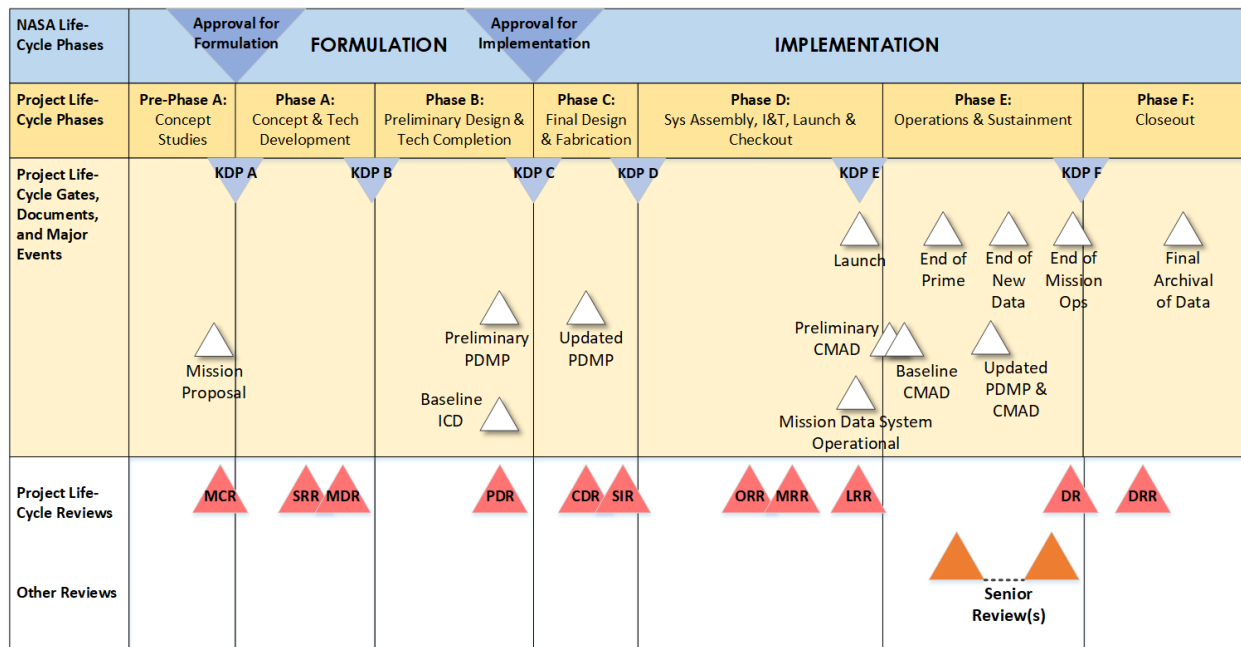 NASA Life-
Cycle Phases
Approval for
Formulation
FORMULATION
Approval for
Implementation
IMPLEMENTATION
Project Life-
Cycle Phases
Pre-Phase A:
Concept
Studies
Phase A:
Concept & Tech
Development
Phase B:
Preliminary Design &
Tech Completion
Phase C:
Final Design
& Fabrication
Phase D:
Sys Assembly, I&T, Launch &
Checkout
Phase E:
Operations & Sustainment
Phase F:
Closeout
Project Life-
Cycle Gates,
Documents,
and Major
Events
KDP A
KDP B
KDP C
KDP D
KDP E
KDP F
Launch
End of
Prime
End of
New
Data
End of
Mission
Ops
Final
Archival
of Data
Mission
Proposal
Preliminary
PDMP
Baseline
ICD
Updated
PDMP
Preliminary
CMAD
Baseline
CMAD
Updated
PDMP &
CMAD
Mission Data System
Operational
Project Life-
Cycle Reviews
MCR
SRR
MDR
PDR
CDR
SIR
ORR
MRR
LRR
DR
DRR
Other Reviews
Senior
Review(s)